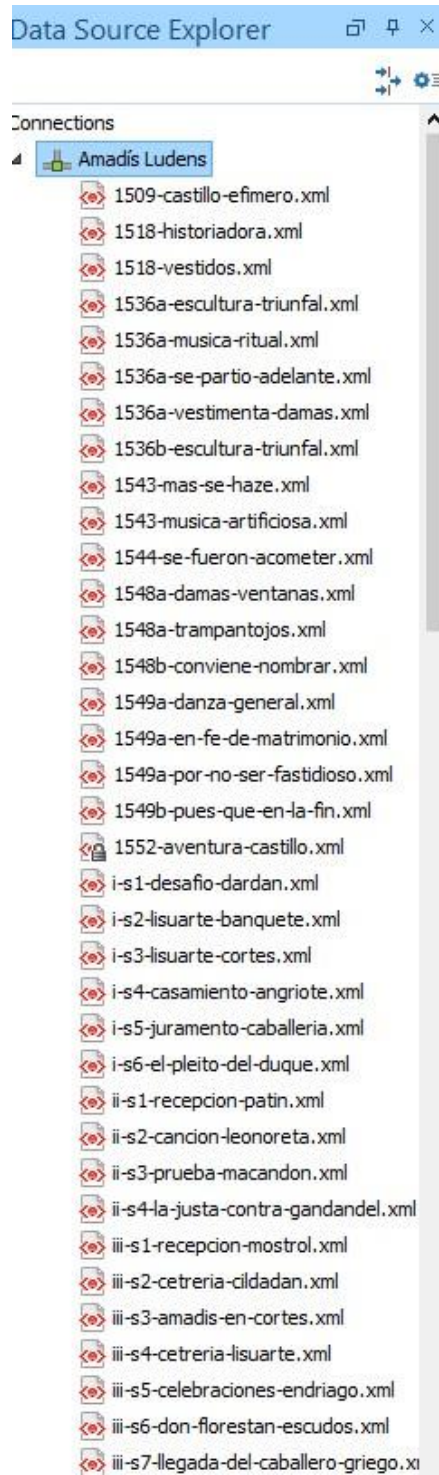 Data Source Explorer
Connections
Amadís Ludens
1509-castillo-efimero.xml
1518-historiadora.xml
1518-vestidos.xml
1536a-escultura-triunfal.xml
1536a-musica-ritual.xml
1536a-se-partio-adelante.xml
1536a-vestimenta-damas.xml
1536b-escultura-triunfal.xml
1543-mas-se-haze.xml
1543-musica-artificiosa.xml
1544-se-fueron-acometer.xml
1548a-damas-ventanas.xml
1548a-trampantojos.xml
1548b-conviene-nombrar.xml
1549a-danza-general.xml
1549a-en-fe-de-matrimonio.xml
1549a-por-no-ser-fastidioso.xml
1549b-pues-que-en-la-fin.xml
1552-aventura-castillo.xml
i-s1-desafio-dardan.xml
i-s2-lisuarte-banquete.xml
i-s3-lisuarte-cortes.xml
i-s4-casamiento-angriote.xml
i-s5-juramento-caballeria.xml
i-s6-el-pleito-del-duque.xml
ii-s1-recepcion-patin.xml
ii-s2-cancion-leonoreta.xml
ii-s3-prueba-macandon.xml
ii-s4-la-justa-contra-gandandel.xml
iii-s1-recepcion-mostrol.xml
iii-s2-cetreria-cildadan.xml
iii-s3-amadis-en-cortes.xml
iii-s4-cetreria-lisuarte.xml
iii-s5-celebraciones-endriago.xml
iii-s6-don-florestan-escudos.xml
iii-s7-llegada-del-caballero-griego.x